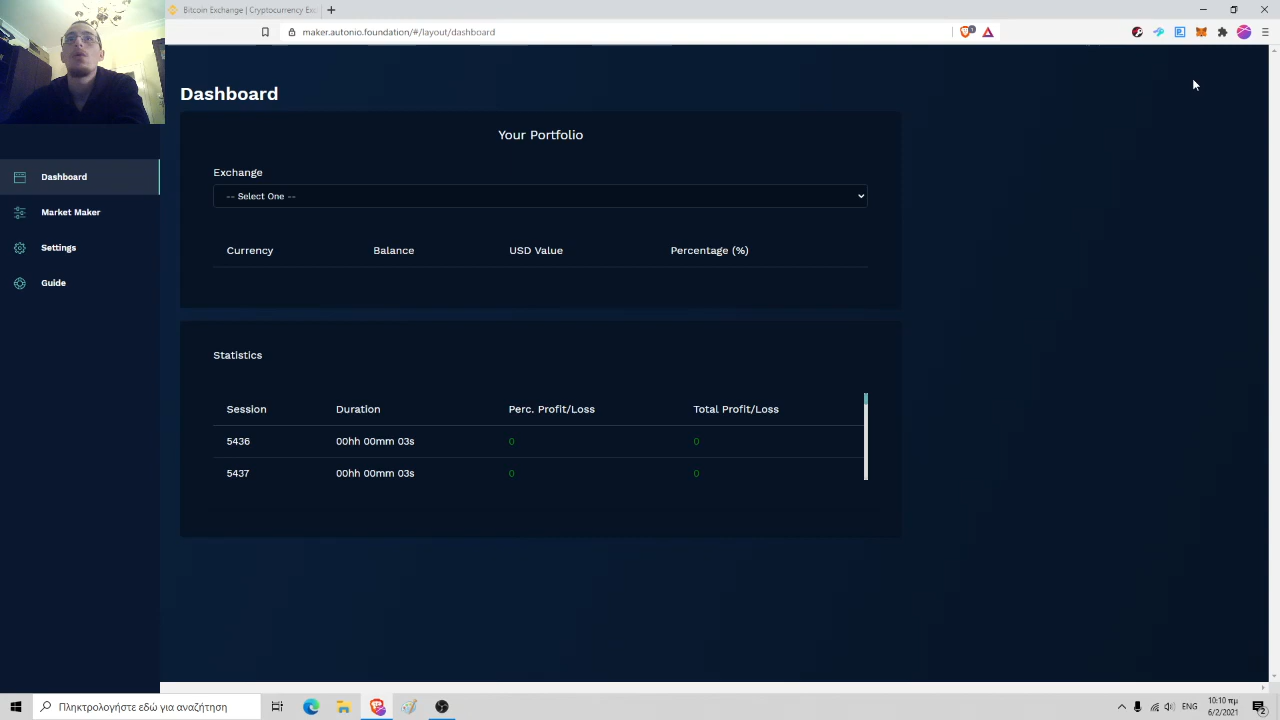 Bitcoin Exchange | Cryptocurrency Exc
maker.autonio.foundation/#/layout/dashboard
Dashboard
Your Portfolio
Exchange
-- Select One --
Currency Balance USD Value Percentage (%)
Dashboard
Market Maker
Settings
Guide
Statistics
Session Duration Perc. Profit/Loss Total Profit/Loss
5436 00hh 00mm 03s 0 0
5437 00hh 00mm 03s 0 0
Πληκτρολογήστε εδώ για αναζήτηση
ENG
10:10 πμ
6/2/2021